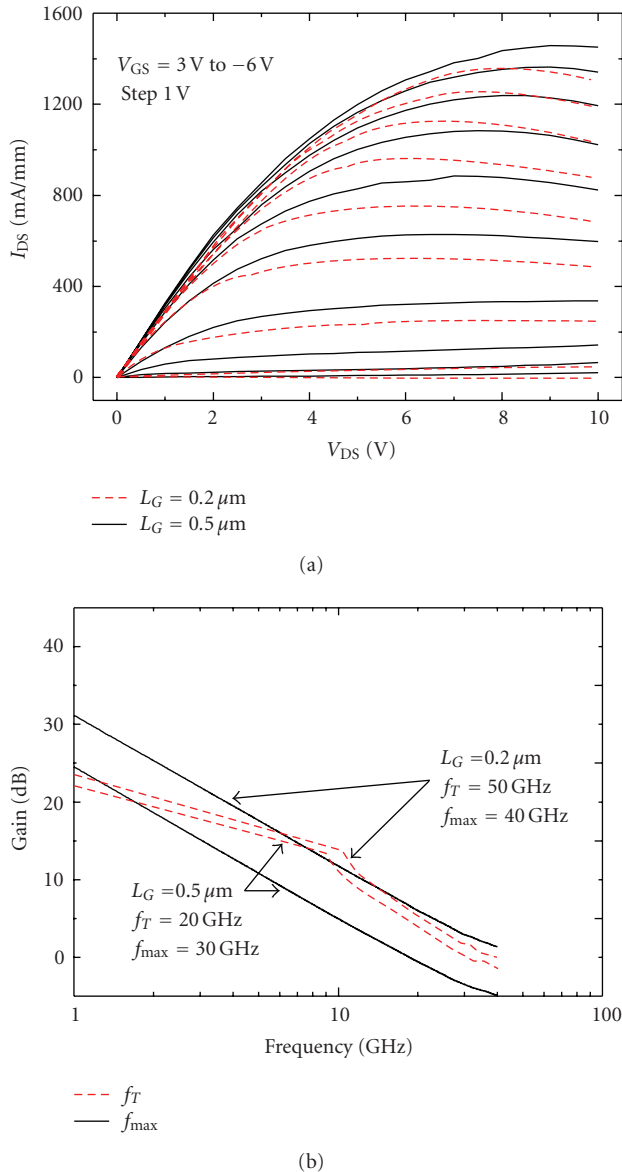 V_GS = 3 V to −6 V
Step 1 V
1600
1200
800
400
0
I_DS (mA/mm)
0
2
4
6
8
10
V_DS (V)
L_G = 0.2 μm
L_G = 0.5 μm
(a)
40
30
20
10
0
Gain (dB)
L_G =0.2 μm
f_T = 50 GHz
f_max = 40 GHz
L_G =0.5 μm
f_T = 20 GHz
f_max = 30 GHz
1
10
100
Frequency (GHz)
f_T
f_max
(b)